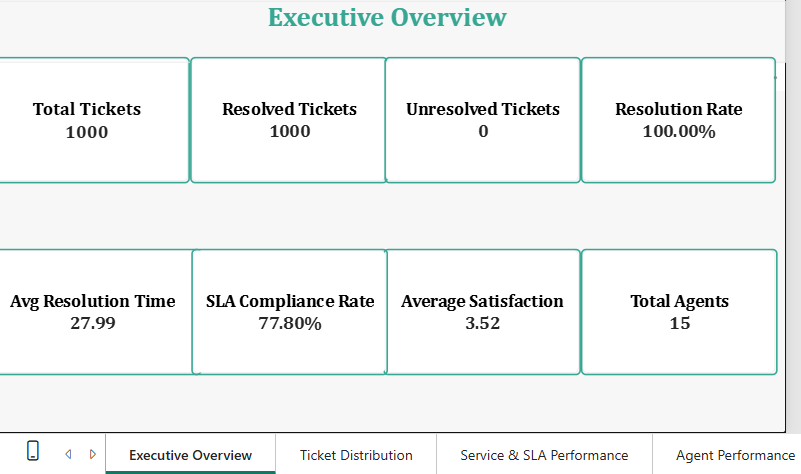 Executive Overview
Total Tickets
1000
Resolved Tickets
1000
Unresolved Tickets
0
Resolution Rate
100.00%
Avg Resolution Time
27.99
SLA Compliance Rate
77.80%
Average Satisfaction
3.52
Total Agents
15
Executive Overview
Ticket Distribution
Service & SLA Performance
Agent Performance